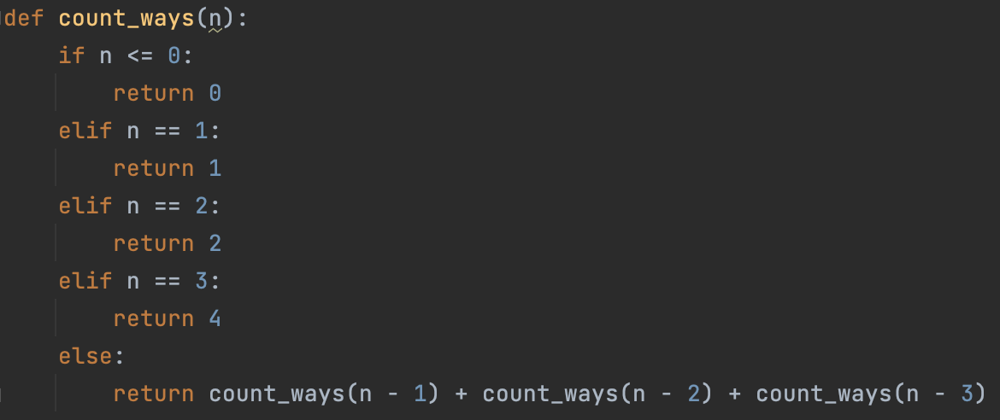 def count_ways(n):
    if n <= 0:
        return 0
    elif n == 1:
        return 1
    elif n == 2:
        return 2
    elif n == 3:
        return 4
    else:
        return count_ways(n - 1) + count_ways(n - 2) + count_ways(n - 3)